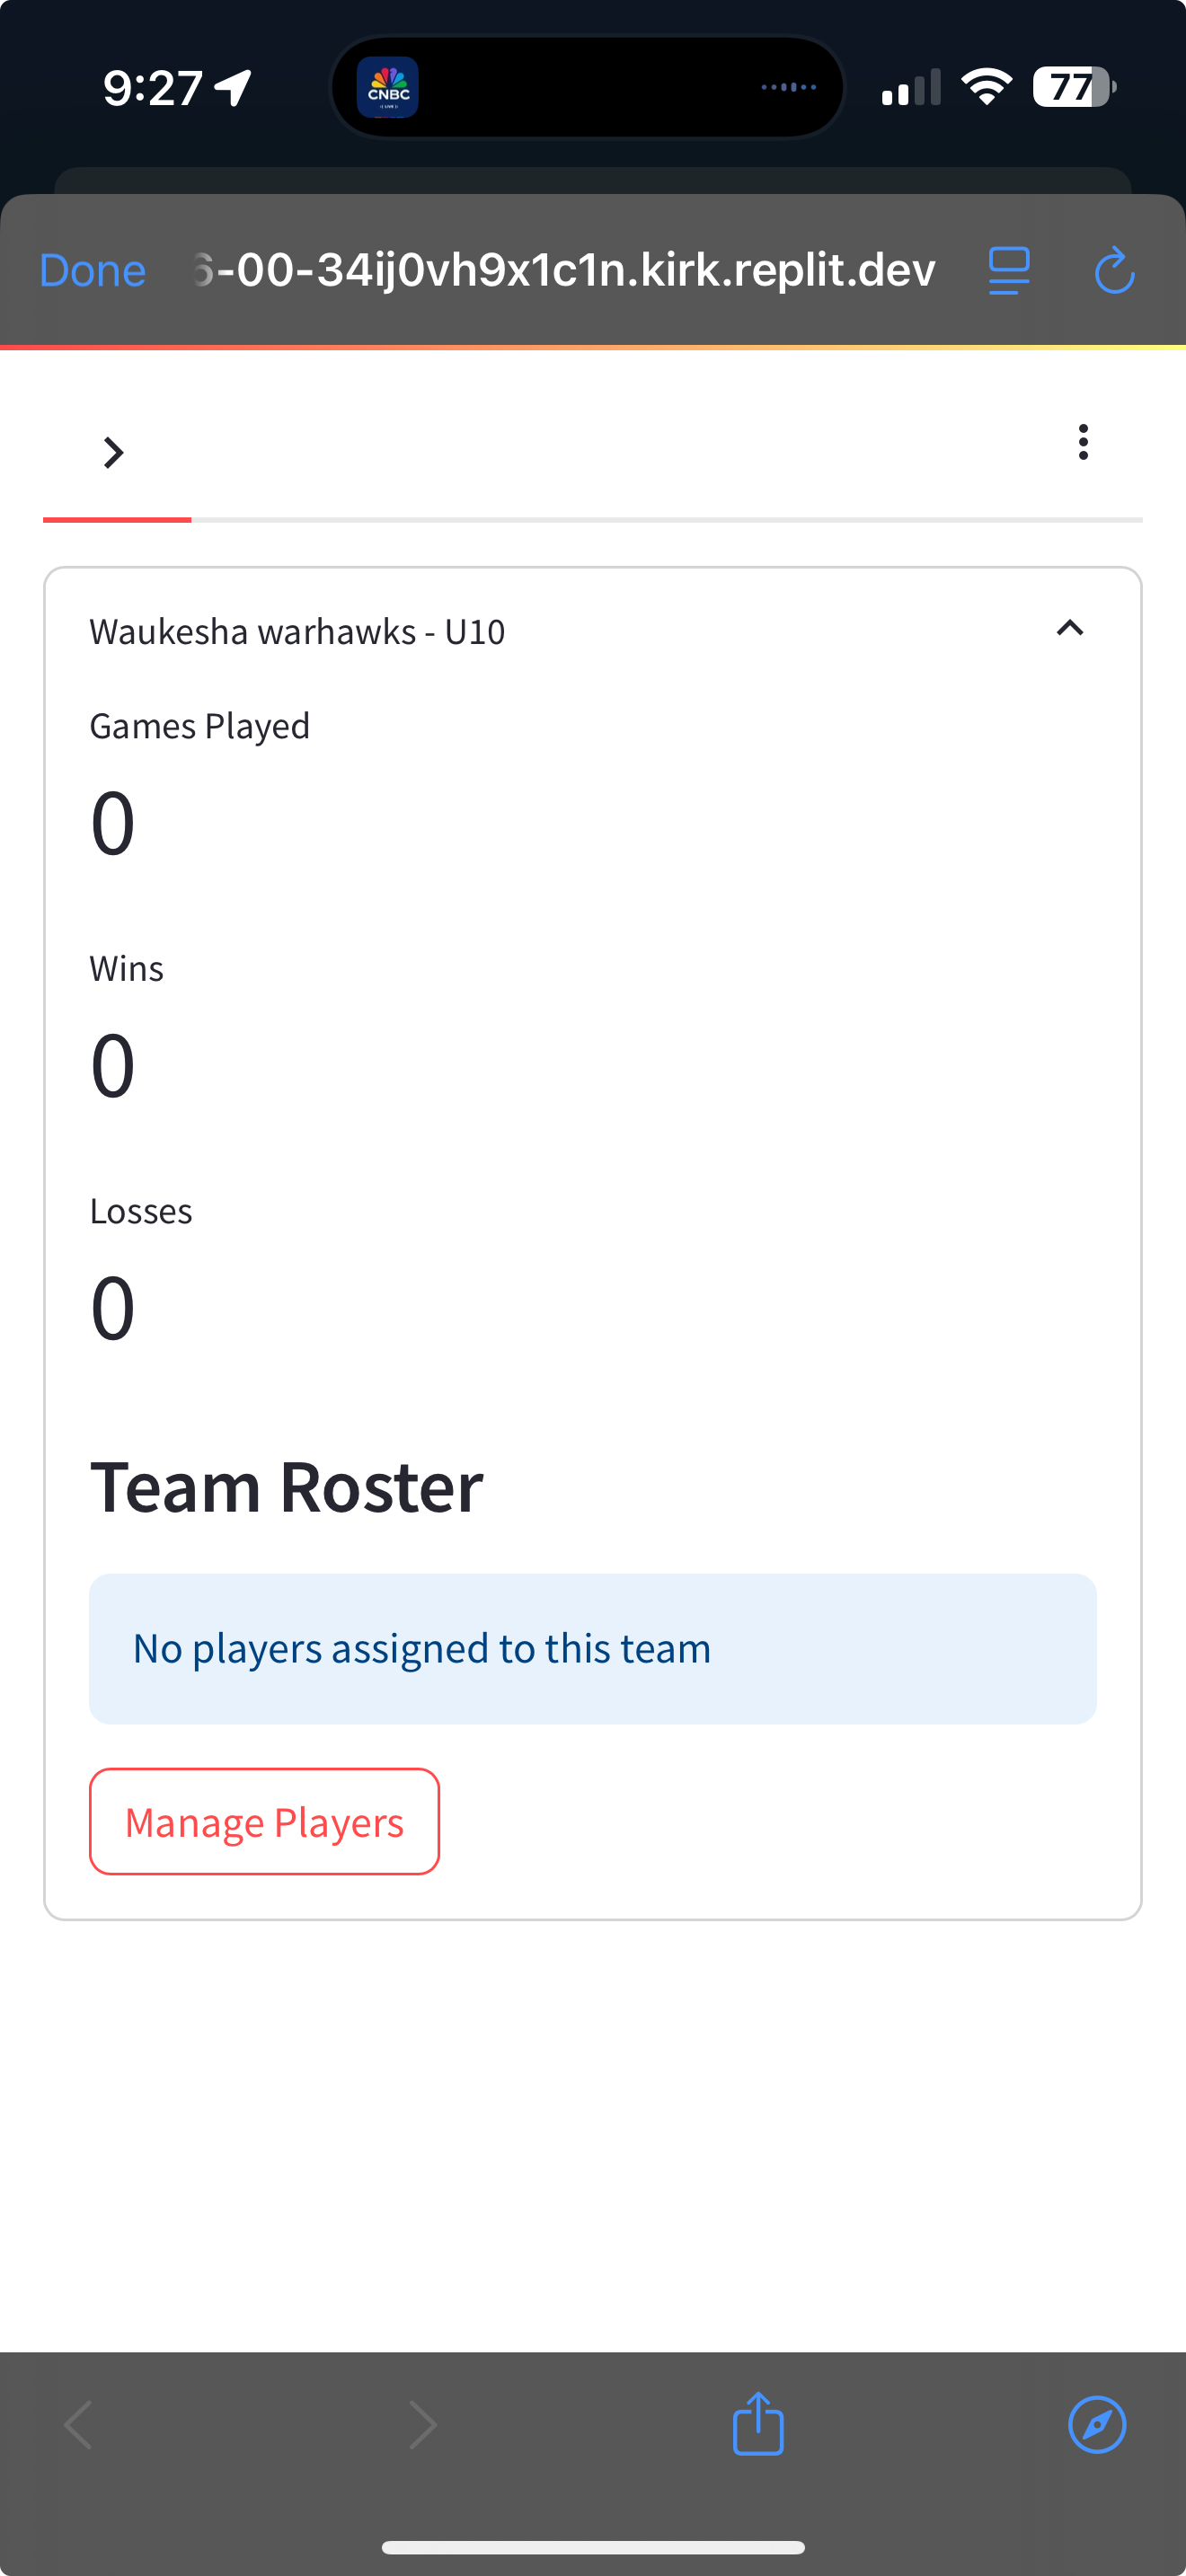 9:27
CNBC
77
Done
6-00-34ij0vh9x1c1n.kirk.replit.dev
Waukesha warhawks - U10
Games Played
0
Wins
0
Losses
0
Team Roster
No players assigned to this team
Manage Players